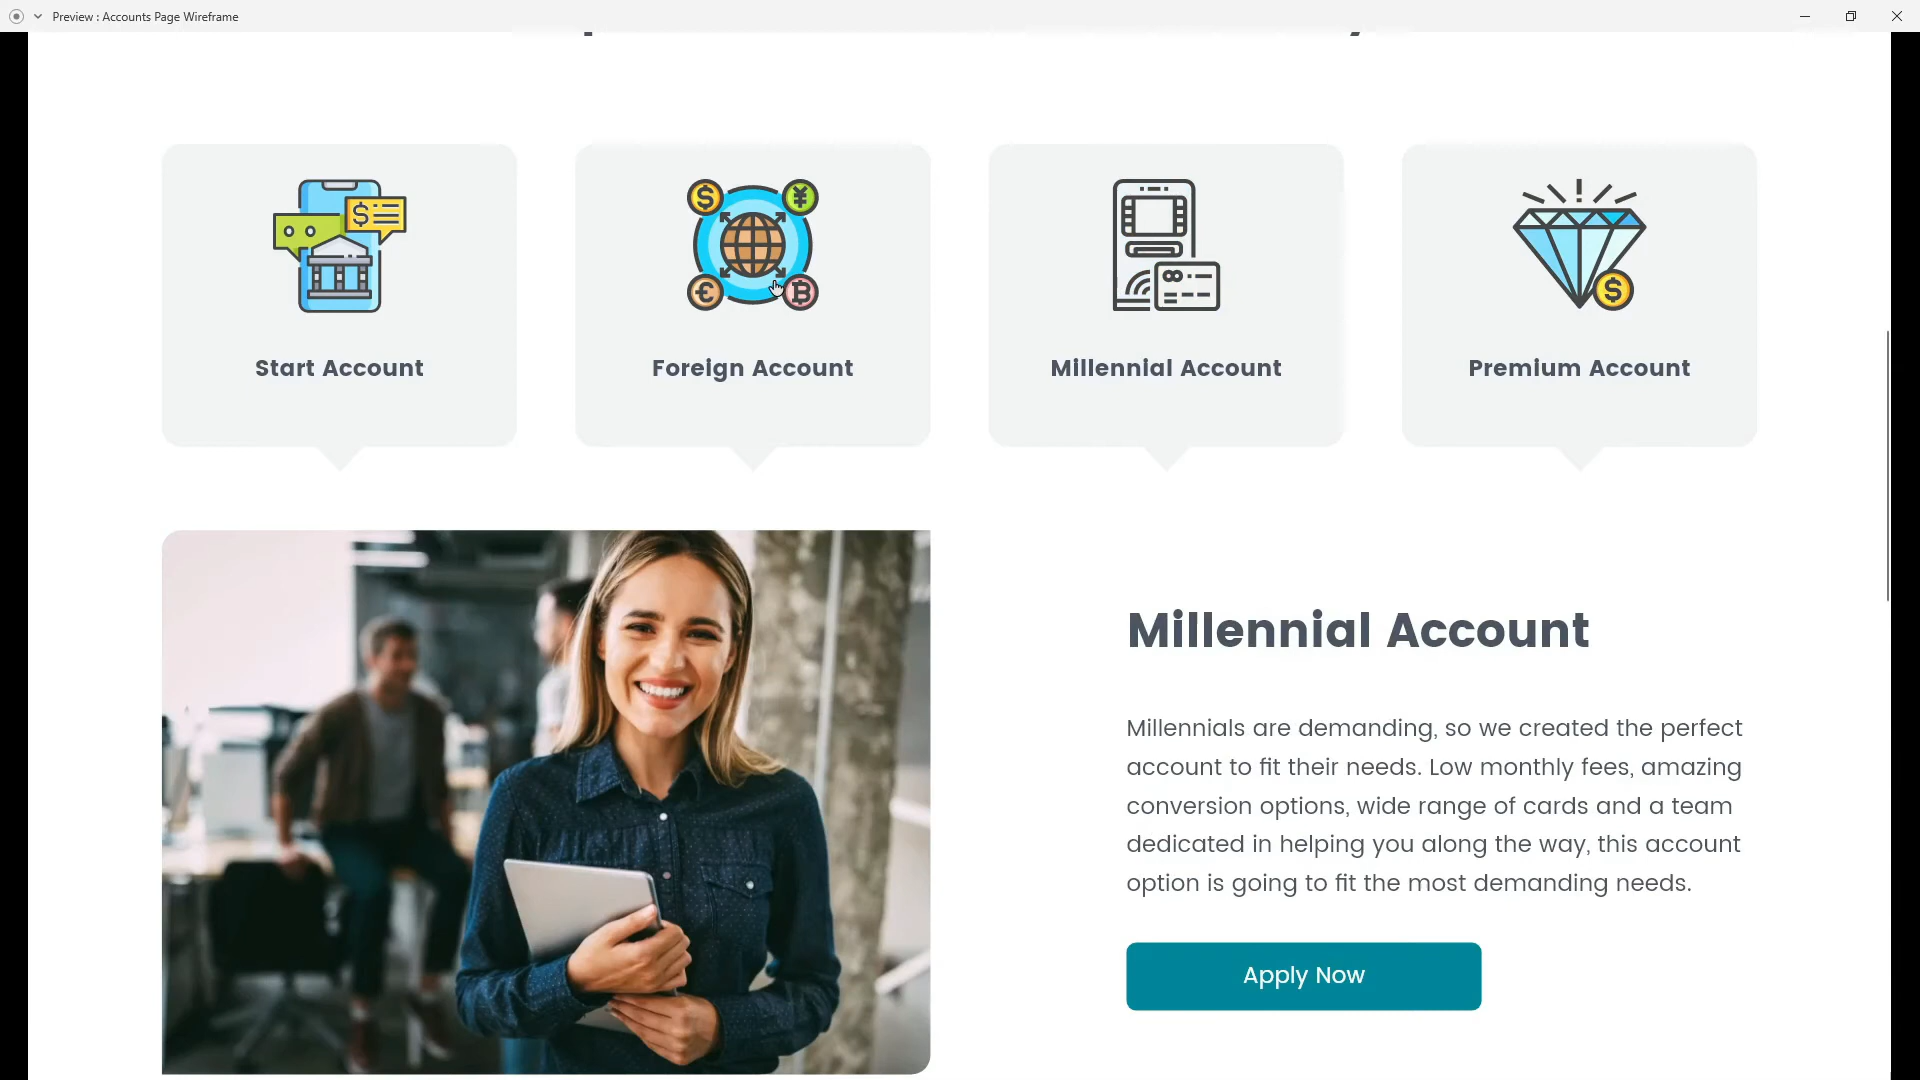 Preview : Accounts Page Wireframe
Start Account
Foreign Account
Millennial Account
Premium Account
Millennial Account
Millennials are demanding, so we created the perfect
account to fit their needs. Low monthly fees, amazing
conversion options, wide range of cards and a team
dedicated in helping you along the way, this account
option is going to fit the most demanding needs.
Apply Now